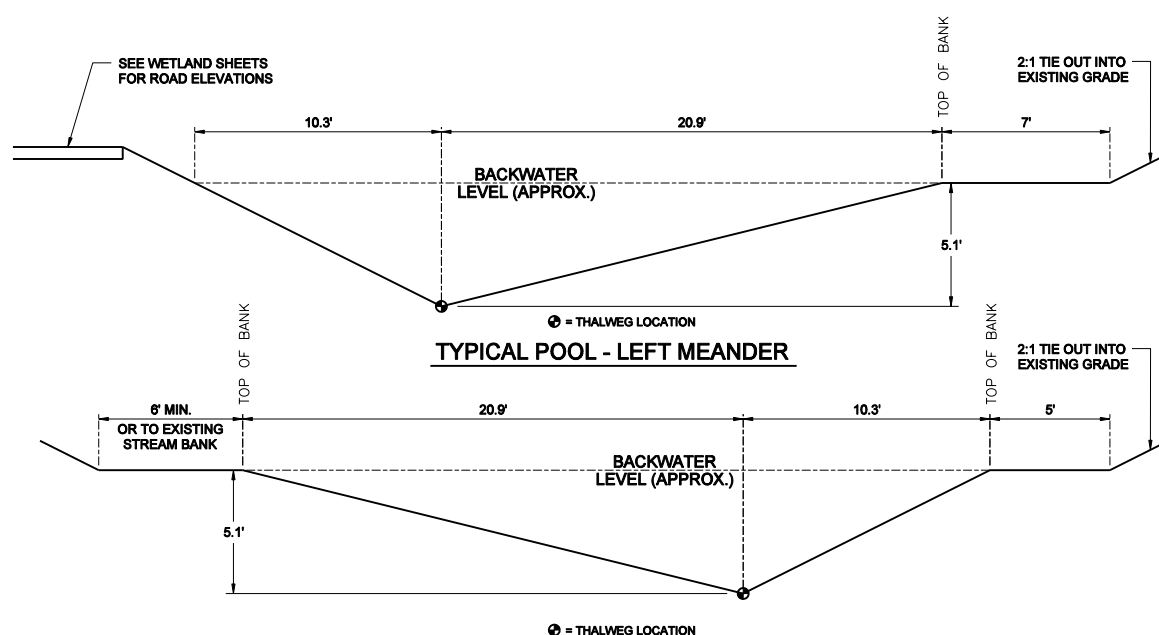 SEE WETLAND SHEETS
FOR ROAD ELEVATIONS
TOP OF BANK
2:1 TIE OUT INTO
EXISTING GRADE
10.3'
20.9'
7'
BACKWATER
LEVEL (APPROX.)
5.1'
= THALWEG LOCATION
TYPICAL POOL - LEFT MEANDER
TOP OF BANK
TOP OF BANK
2:1 TIE OUT INTO
EXISTING GRADE
6' MIN.
OR TO EXISTING
STREAM BANK
20.9'
10.3'
5'
BACKWATER
LEVEL (APPROX.)
5.1'
= THALWEG LOCATION